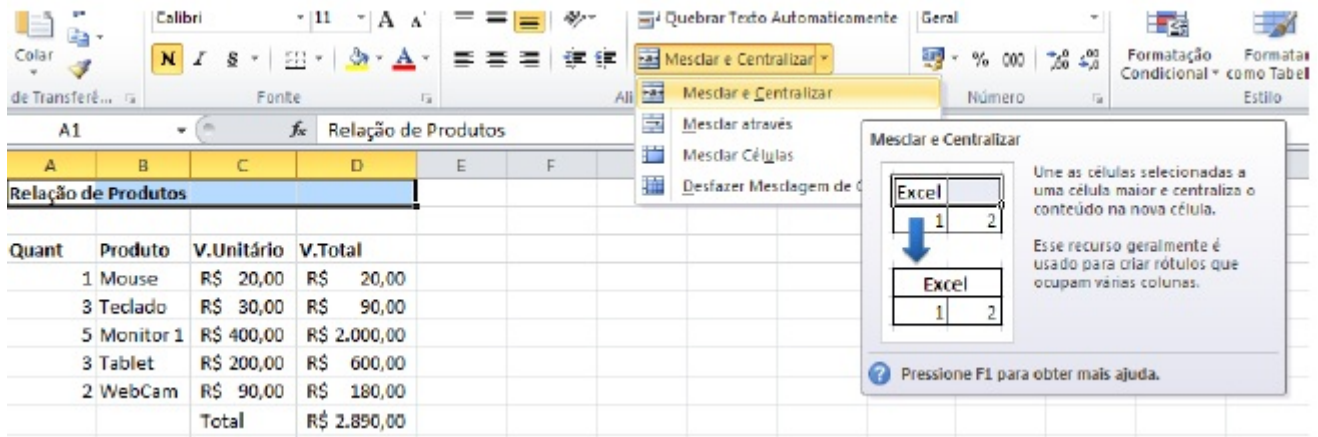 Calibri 11 A A Quebrar Texto Automaticamente Geral
Colar N I S A Mesclar e Centralizar % 000 Formatação Condicional
de Transferê... Fonte Ali Número Estilo
Mesclar e Centralizar
Mesclar através
Mesclar Células
Desfazer Mesclagem de C
A1 fx Relação de Produtos
A B C D E F
Relação de Produtos
Quant Produto V.Unitário V.Total
1 Mouse R$ 20,00 R$ 20,00
3 Teclado R$ 30,00 R$ 90,00
5 Monitor 1 R$ 400,00 R$ 2.000,00
3 Tablet R$ 200,00 R$ 600,00
2 WebCam R$ 90,00 R$ 180,00
Total R$ 2.890,00
Mesclar e Centralizar
Excel
1 2
Excel
1 2
Une as células selecionadas a
uma célula maior e centraliza o
conteúdo na nova célula.
Esse recurso geralmente é
usado para criar rótulos que
ocupam várias colunas.
Pressione F1 para obter mais ajuda.